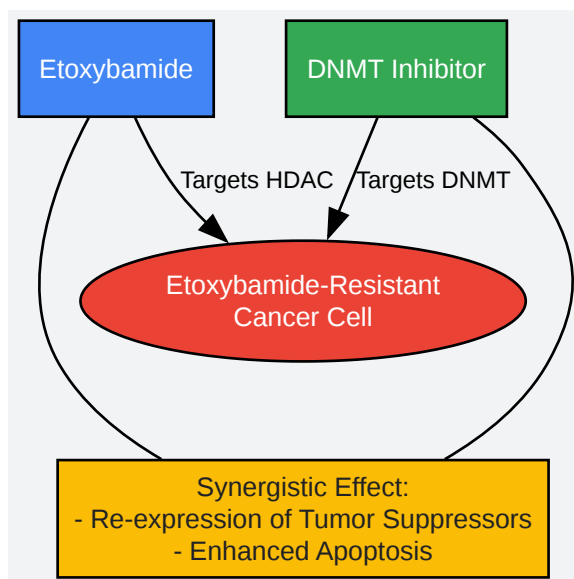 Etoxybamide
DNMT Inhibitor
Targets HDAC
Targets DNMT
Etoxybamide-Resistant
Cancer Cell
Synergistic Effect:
- Re-expression of Tumor Suppressors
- Enhanced Apoptosis